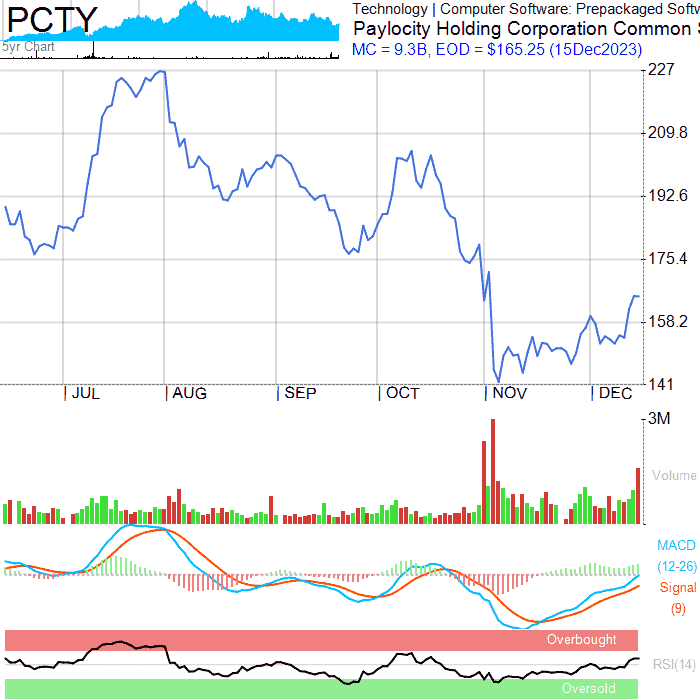 PCTY
5yr Chart
Technology | Computer Software: Prepackaged Softw
Paylocity Holding Corporation Common S
MC = 9.3B, EOD = $165.25 (15Dec2023)
227
209.8
192.6
175.4
158.2
141
JUL AUG SEP OCT NOV DEC
3M
Volume
MACD
(12-26)
Signal
(9)
Overbought
RSI(14)
Oversold